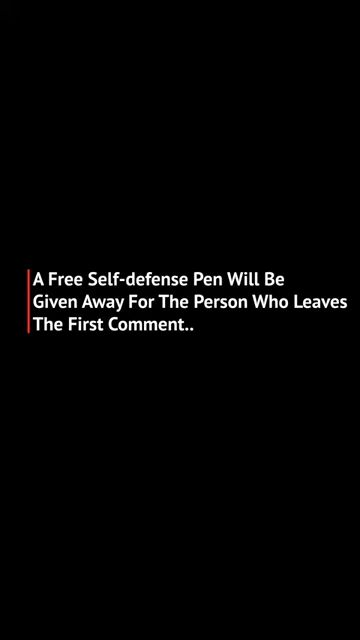 A Free Self-defense Pen Will Be
Given Away For The Person Who Leaves
The First Comment..